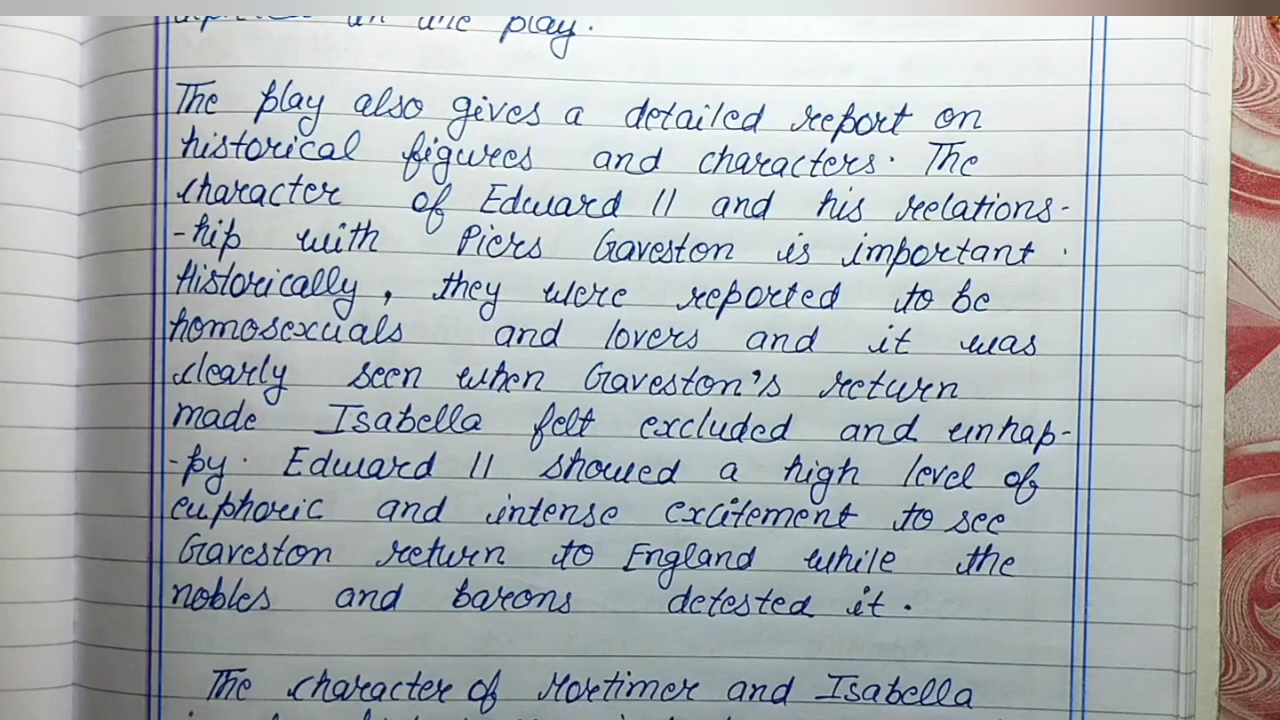 in the play.
The play also gives a detailed report on
historical figures and characters. The
character of Edward II and his relations-
-hip with Piers Gaveston is important.
Historically, they were reported to be
homosexuals and lovers and it was
clearly seen when Gaveston's return
made Isabella felt excluded and unhap-
-py. Edward II showed a high level of
euphoric and intense excitement to see
Gaveston return to England while the
nobles and barons detested it.
The character of Mortimer and Isabella